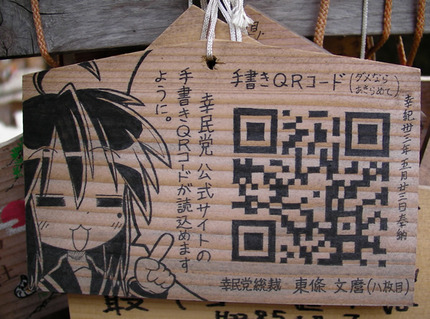 手書きQRコード(ダメならあきらめて)
幸紀廿二年五月廿三日奉納
幸民党公式サイトの
手書きQRコードが読込めます
ように。
幸民党総裁 東條 文麿(八枚目)